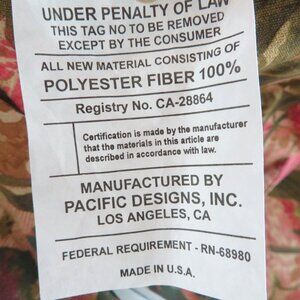 UNDER PENALTY OF LAW
THIS TAG NO TO BE REMOVED
EXCEPT BY THE CONSUMER
ALL NEW MATERIAL CONSISTING OF
POLYESTER FIBER 100%
Registry No. CA-28864
Certification is made by the manufacturer
that the materials in this article are
described in accordance with law.
MANUFACTURED BY
PACIFIC DESIGNS, INC.
LOS ANGELES, CA
FEDERAL REQUIREMENT - RN-68980
MADE IN U.S.A.